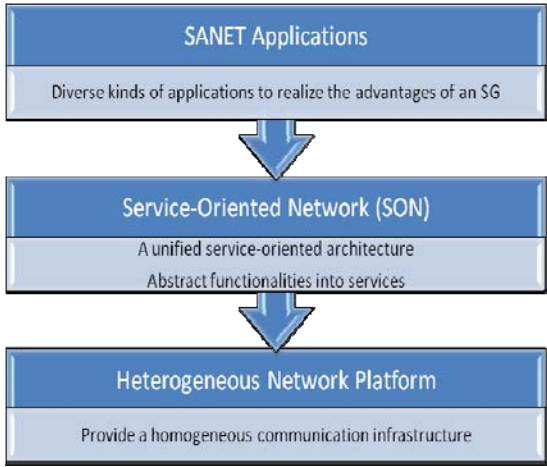 SANET Applications
Diverse kinds of applications to realize the advantages of an SG
Service-Oriented Network (SON)
A unified service-oriented architecture
Abstract functionalities into services
Heterogeneous Network Platform
Provide a homogeneous communication infrastructure